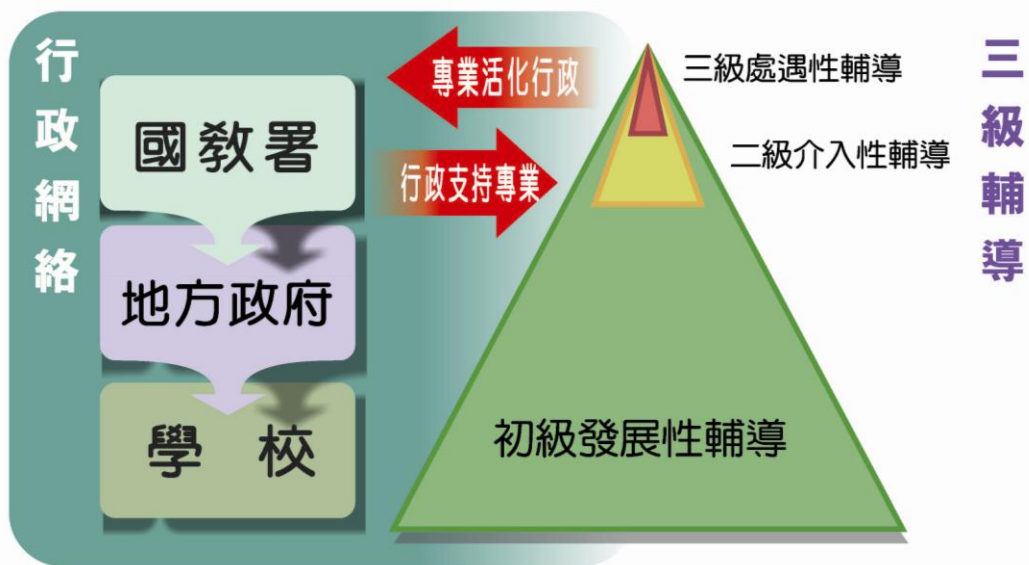 行政網絡
國教署
地方政府
學校
專業活化行政
行政支持專業
三級處遇性輔導
二級介入性輔導
初級發展性輔導
三級輔導